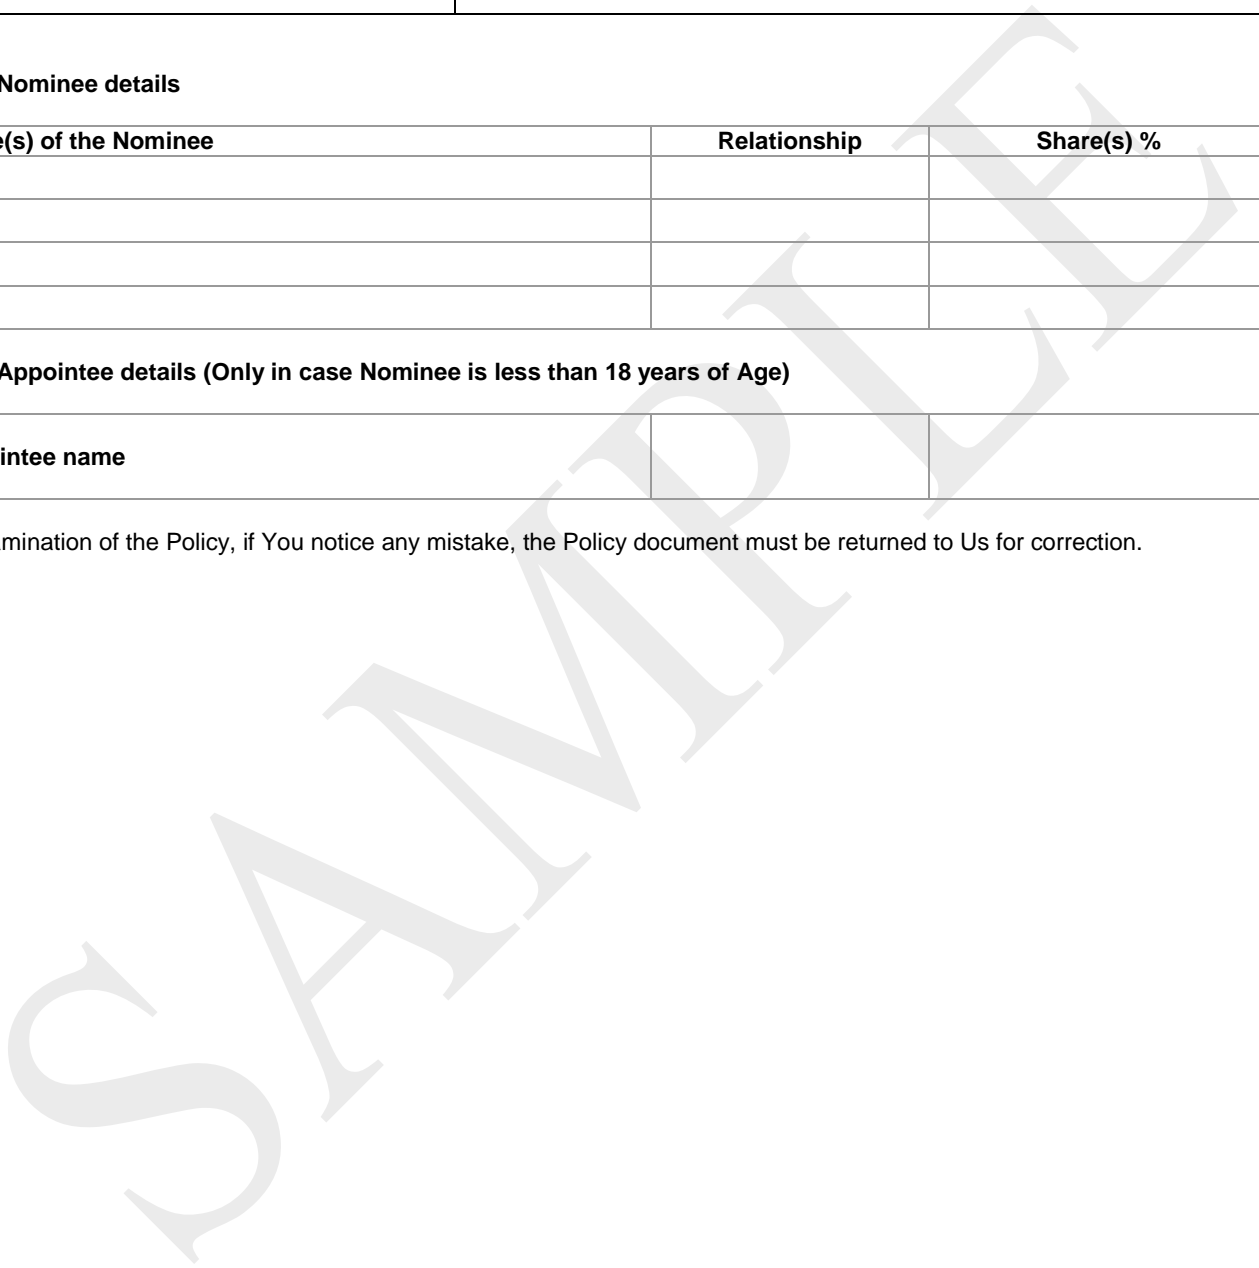 Nominee details
e(s) of the Nominee Relationship Share(s) %
Appointee details (Only in case Nominee is less than 18 years of Age)
intee name
mination of the Policy, if You notice any mistake, the Policy document must be returned to Us for correction.
SAMPLE